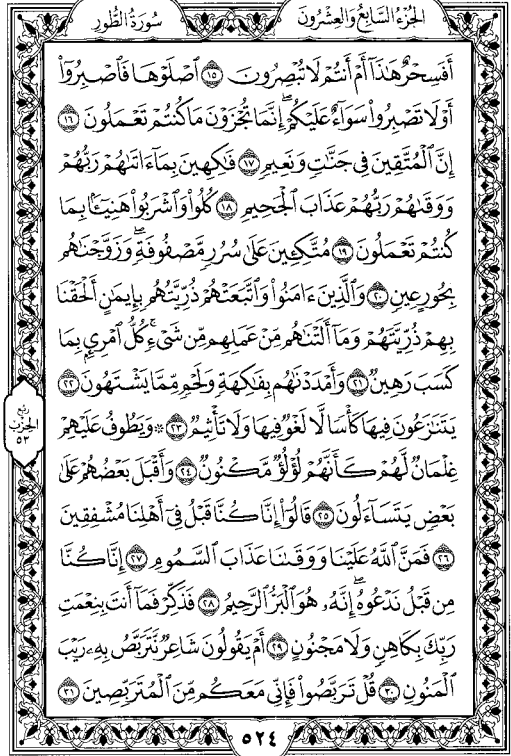 الجزء السابع والعشرون
سورة الطور
أَفَسِحْرٌ هَٰذَآ أَمْ أَنتُمْ لَا تُبْصِرُونَ ١٥ ٱصْلَوْهَا فَٱصْبِرُوٓا۟
أَوْ لَا تَصْبِرُوا۟ سَوَآءٌ عَلَيْكُمْ ۖ إِنَّمَا تُجْزَوْنَ مَا كُنتُمْ تَعْمَلُونَ ١٦
إِنَّ ٱلْمُتَّقِينَ فِى جَنَّٰتٍ وَنَعِيمٍ ١٧ فَٰكِهِينَ بِمَآ ءَاتَىٰهُمْ رَبُّهُمْ
وَوَقَىٰهُمْ رَبُّهُمْ عَذَابَ ٱلْجَحِيمِ ١٨ كُلُوا۟ وَٱشْرَبُوا۟ هَنِيٓـًٔۢا بِمَا
كُنتُمْ تَعْمَلُونَ ١٩ مُتَّكِـِٔينَ عَلَىٰ سُرُرٍ مَّصْفُوفَةٍ ۖ وَزَوَّجْنَٰهُم
بِحُورٍ عِينٍ ٢٠ وَٱلَّذِينَ ءَامَنُوا۟ وَٱتَّبَعَتْهُمْ ذُرِّيَّتُهُم بِإِيمَٰنٍ أَلْحَقْنَا
بِهِمْ ذُرِّيَّتَهُمْ وَمَآ أَلَتْنَٰهُم مِّنْ عَمَلِهِم مِّن شَىْءٍ ۚ كُلُّ ٱمْرِئٍۭ بِمَا
كَسَبَ رَهِينٌ ٢١ وَأَمْدَدْنَٰهُم بِفَٰكِهَةٍ وَلَحْمٍ مِّمَّا يَشْتَهُونَ ٢٢
يَتَنَٰزَعُونَ فِيهَا كَأْسًا لَّا لَغْوٌ فِيهَا وَلَا تَأْثِيمٌ ٢٣ ۞ وَيَطُوفُ عَلَيْهِمْ
غِلْمَانٌ لَّهُمْ كَأَنَّهُمْ لُؤْلُؤٌ مَّكْنُونٌ ٢٤ وَأَقْبَلَ بَعْضُهُمْ عَلَىٰ
بَعْضٍ يَتَسَآءَلُونَ ٢٥ قَالُوٓا۟ إِنَّا كُنَّا قَبْلُ فِىٓ أَهْلِنَا مُشْفِقِينَ
٢٦ فَمَنَّ ٱللَّهُ عَلَيْنَا وَوَقَىٰنَا عَذَابَ ٱلسَّمُومِ ٢٧ إِنَّا كُنَّا
مِن قَبْلُ نَدْعُوهُ ۖ إِنَّهُۥ هُوَ ٱلْبَرُّ ٱلرَّحِيمُ ٢٨ فَذَكِّرْ فَمَآ أَنتَ بِنِعْمَتِ
رَبِّكَ بِكَاهِنٍ وَلَا مَجْنُونٍ ٢٩ أَمْ يَقُولُونَ شَاعِرٌ نَّتَرَبَّصُ بِهِۦ رَيْبَ
ٱلْمَنُونِ ٣٠ قُلْ تَرَبَّصُوا۟ فَإِنِّى مَعَكُم مِّنَ ٱلْمُتَرَبِّصِينَ ٣١
ربع
الحزب
٥٣
٥٢٤